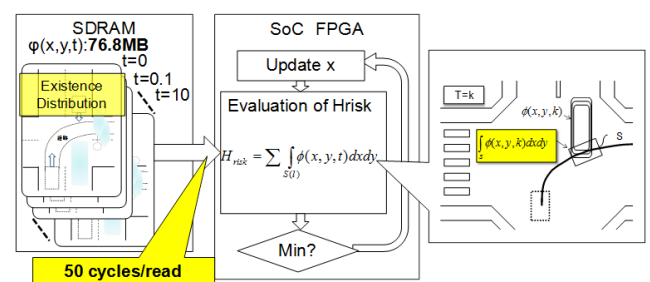 SDRAM
φ(x,y,t):76.8MB
t=0
t=0.1
t=10
Existence
Distribution
50 cycles/read
SoC FPGA
Update x
Evaluation of Hrisk
H_risk = ∑ ∫_{S(l)} ϕ(x,y,t)dxdy
Min?
T=k
ϕ(x,y,k)
∫_s ϕ(x,y,k)dxdy
S